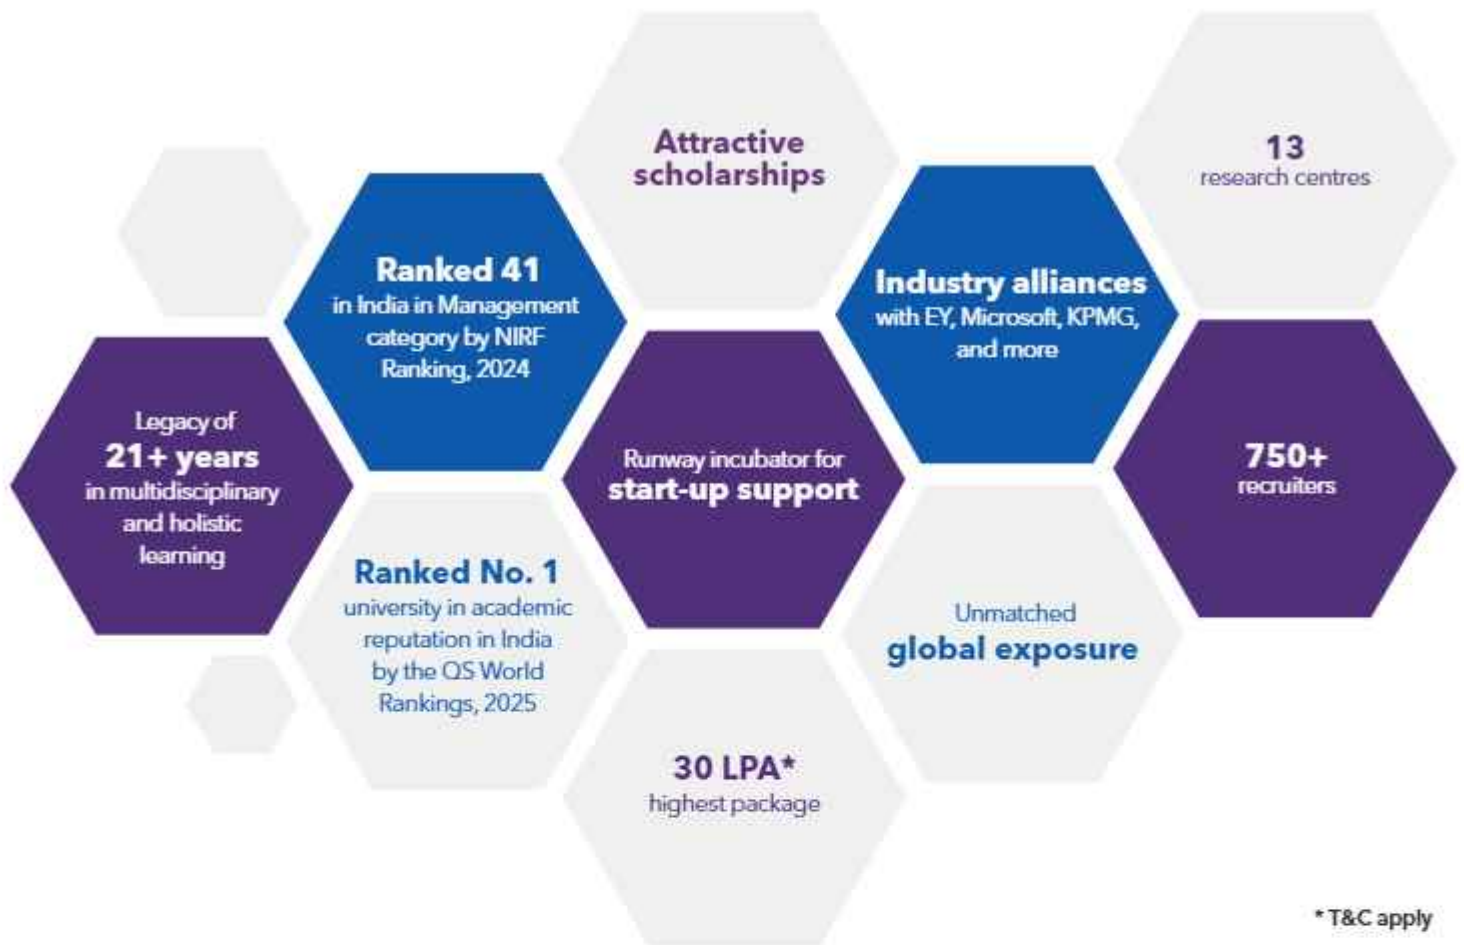 Attractive
scholarships
13
research centres
Ranked 41
in India in Management
category by NIRF
Ranking, 2024
Industry alliances
with EY, Microsoft, KPMG,
and more
Legacy of
21+ years
in multidisciplinary
and holistic
learning
Runway incubator for
start-up support
750+
recruiters
Ranked No. 1
university in academic
reputation in India
by the QS World
Rankings, 2025
Unmatched
global exposure
30 LPA*
highest package
* T&C apply